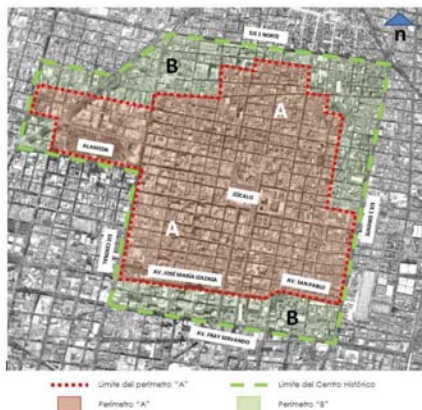 EJE 1 NORTE
n
B
A
ALAMEDA
ZÓCALO
A
EJE CENTRAL
EJE 1 ORIENTE
AV. JOSÉ MARÍA IZAZAGA
AV. SAN PABLO
B
AV. FRAY SERVANDO
Límite del perímetro "A"
Límite del Centro Histórico
Perímetro "A"
Perímetro "B"